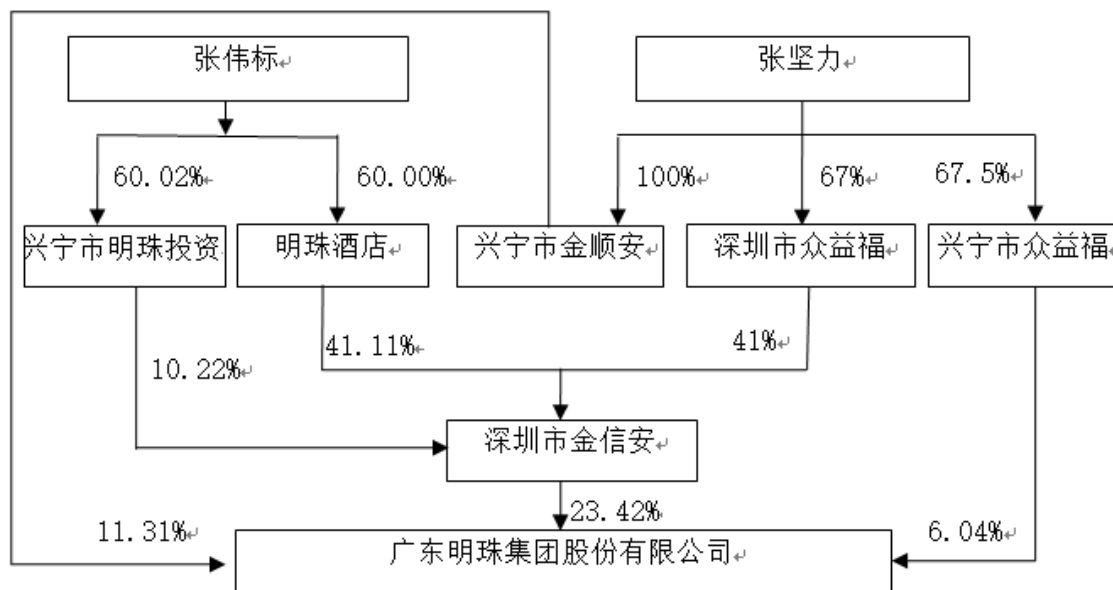 张伟标
张坚力
60.02%
60.00%
100%
67%
67.5%
兴宁市明珠投资
明珠酒店
兴宁市金顺安
深圳市众益福
兴宁市众益福
10.22%
41.11%
41%
深圳市金信安
23.42%
11.31%
6.04%
广东明珠集团股份有限公司